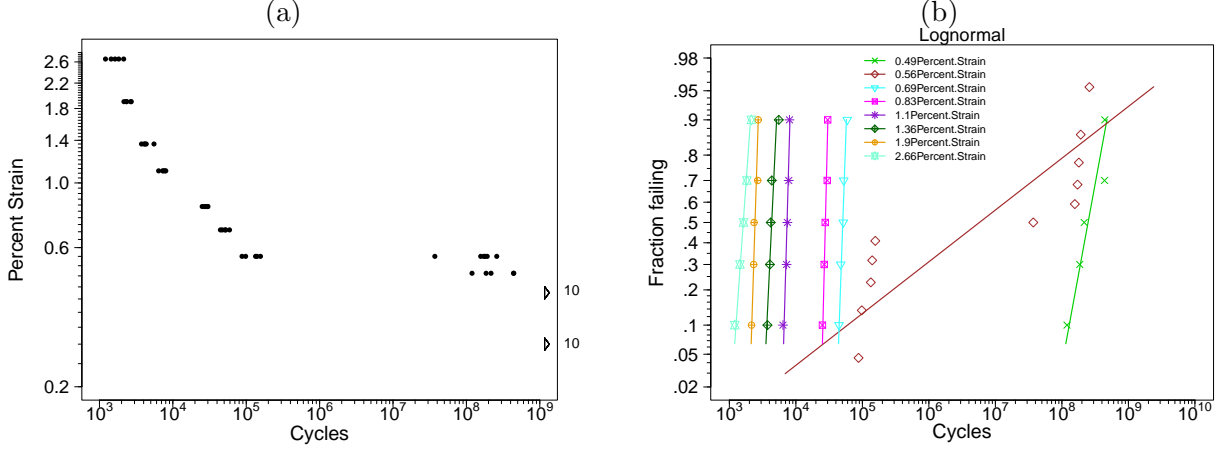 (a)
Percent Strain
2.6
2.2
1.8
1.4
1.0
0.6
0.2
10
10
10^3 10^4 10^5 10^6 10^7 10^8 10^9
Cycles
(b)
Lognormal
Fraction failing
.98
.95
.9
.8
.7
.6
.5
.3
.2
.1
.05
.02
0.49Percent.Strain
0.56Percent.Strain
0.69Percent.Strain
0.83Percent.Strain
1.1Percent.Strain
1.36Percent.Strain
1.9Percent.Strain
2.66Percent.Strain
10^3 10^4 10^5 10^6 10^7 10^8 10^9 10^10
Cycles